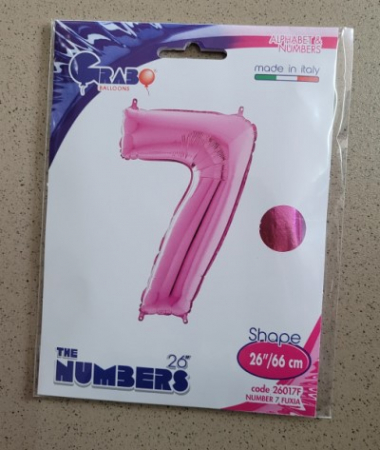 GRABO
BALLOONS
ALPHABET &
NUMBERS
made in italy
7
THE
NUMBERS
26"
Shape
26"/66 cm
code 26017F
NUMBER 7 FUXIA